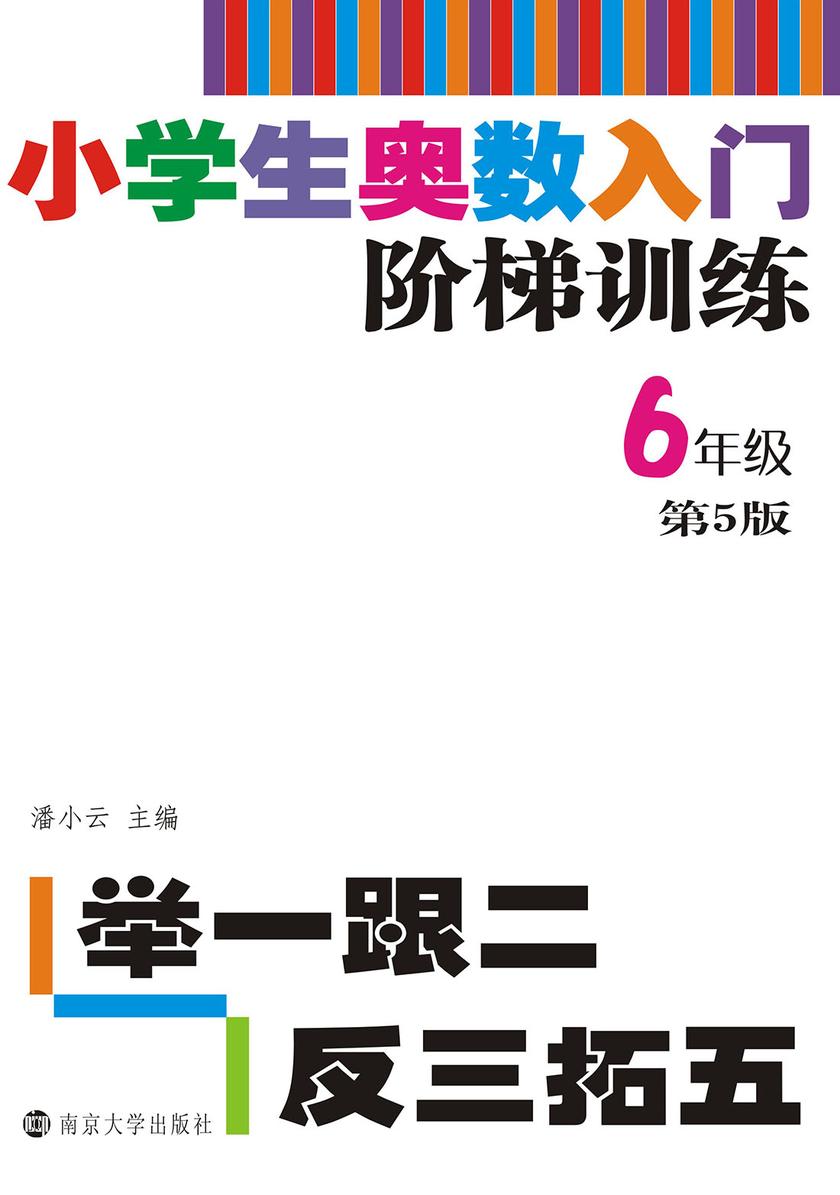 小学生奥数入门
阶梯训练
6年级
第5版
潘小云 主编
举一跟二
反三拓五
南京大学出版社